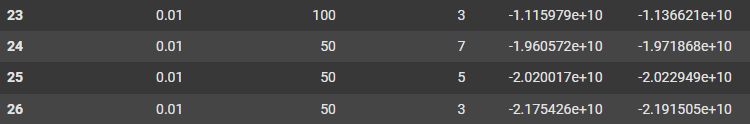 23 0.01 100 3 -1.115979e+10 -1.136621e+10
24 0.01 50 7 -1.960572e+10 -1.971868e+10
25 0.01 50 5 -2.020017e+10 -2.022949e+10
26 0.01 50 3 -2.175426e+10 -2.191505e+10